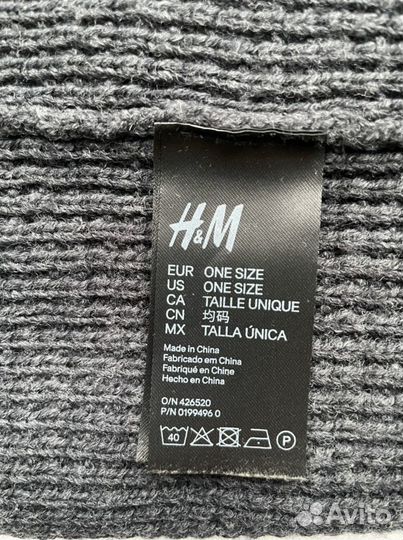 H&M
EUR ONE SIZE
US ONE SIZE
CA TAILLE UNIQUE
CN 均码
MX TALLA ÚNICA
Made in China
Fabricado em China
Fabriqué en Chine
Hecho en China
O/N 426520
P/N 0199496 0
40 P
Avito